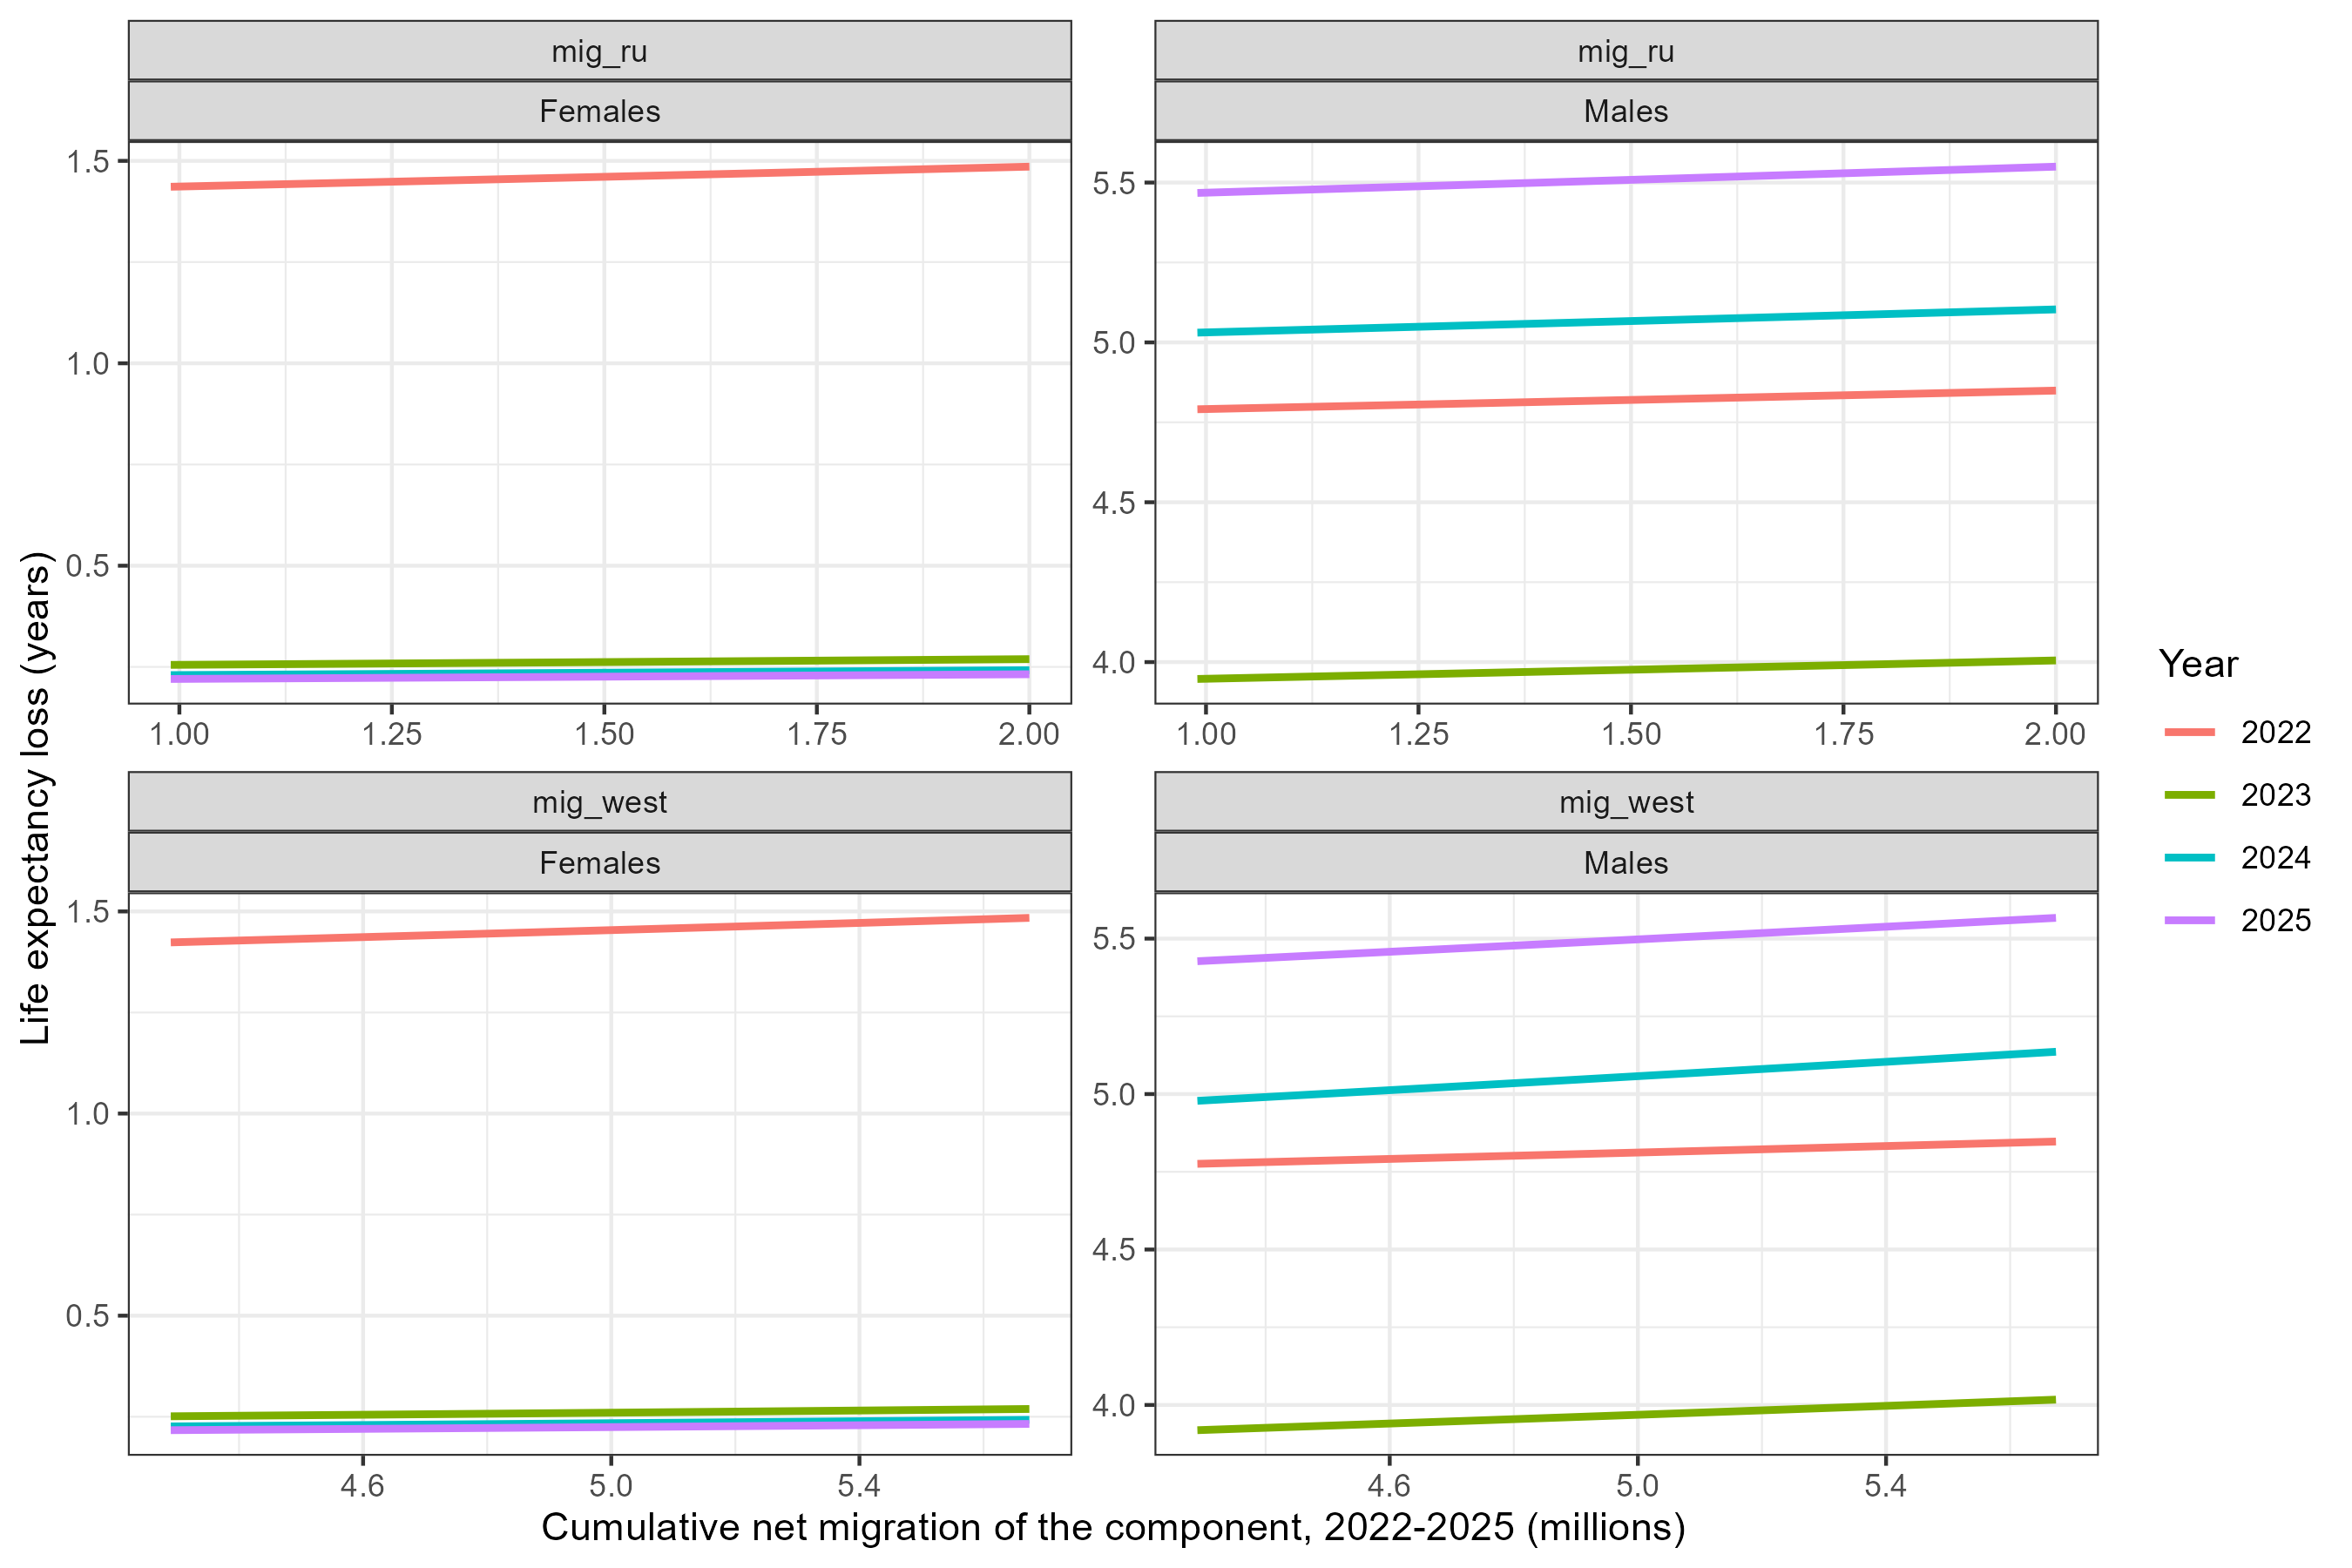 mig_ru
Females
mig_ru
Males
1.5
1.0
0.5
5.5
5.0
4.5
4.0
1.00 1.25 1.50 1.75 2.00
1.00 1.25 1.50 1.75 2.00
mig_west
Females
mig_west
Males
1.5
1.0
0.5
5.5
5.0
4.5
4.0
4.6 5.0 5.4
4.6 5.0 5.4
Life expectancy loss (years)
Cumulative net migration of the component, 2022-2025 (millions)
Year
2022
2023
2024
2025